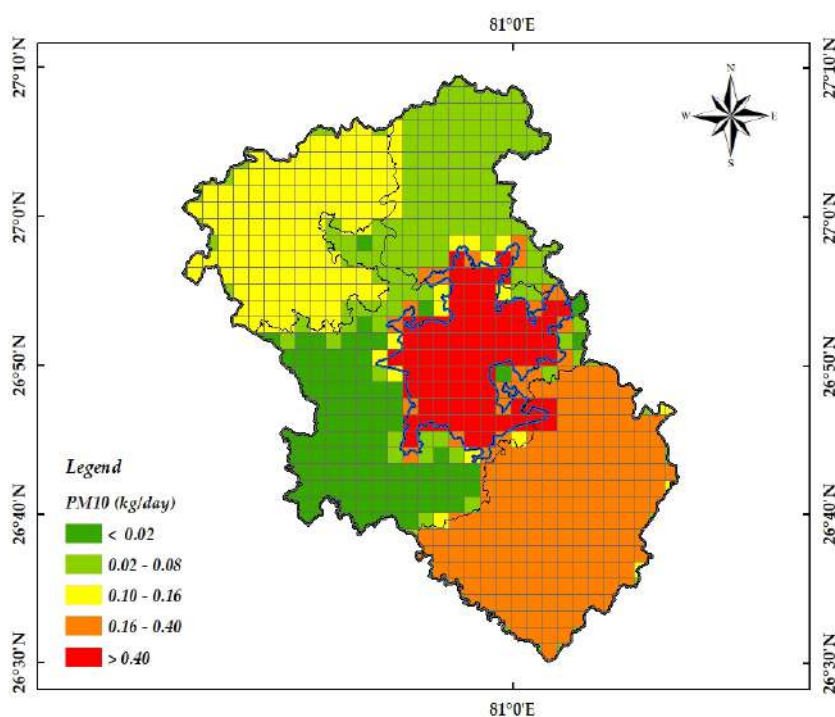 81°0'E
27°10'N
27°10'N
N
W
E
S
27°0'N
27°0'N
26°50'N
26°50'N
Legend
PM10 (kg/day)
< 0.02
0.02 - 0.08
0.10 - 0.16
0.16 - 0.40
> 0.40
26°40'N
26°40'N
26°30'N
26°30'N
81°0'E